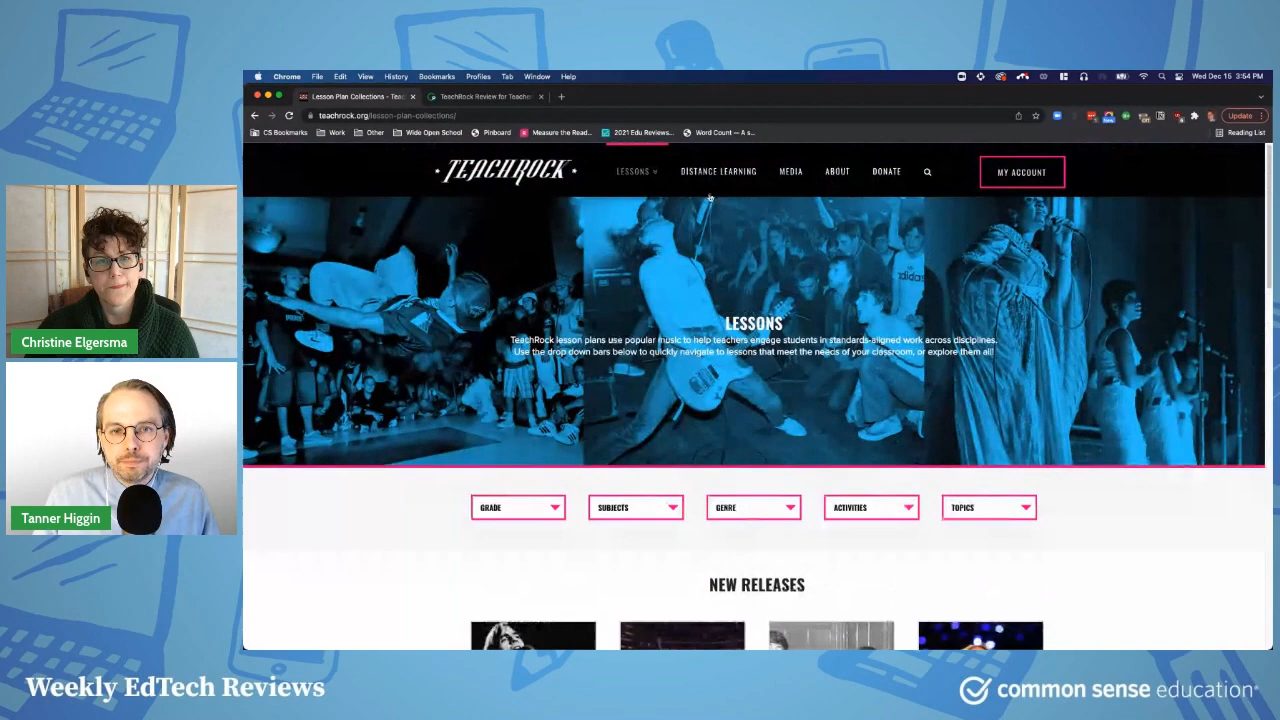 Chrome File Edit View History Bookmarks Profiles Tab Window Help
Wed Dec 15 3:54 PM
Lesson Plan Collections - Teac
TeachRock Review for Teache
teachrock.org/lesson-plan-collections/
Update
CS Bookmarks Work Other Wide Open School Pinboard Measure the Read... 2021 Edu Reviews... Word Count — A s...
Reading List
TEACHROCK
LESSONS DISTANCE LEARNING MEDIA ABOUT DONATE
MY ACCOUNT
adidas
LESSONS
TeachRock lesson plans use popular music to help teachers engage students in standards-aligned work across disciplines.
Use the drop down bars below to quickly navigate to lessons that meet the needs of your classroom, or explore them all!
GRADE SUBJECTS GENRE ACTIVITIES TOPICS
NEW RELEASES
Christine Elgersma
Tanner Higgin
Weekly EdTech Reviews
common sense education